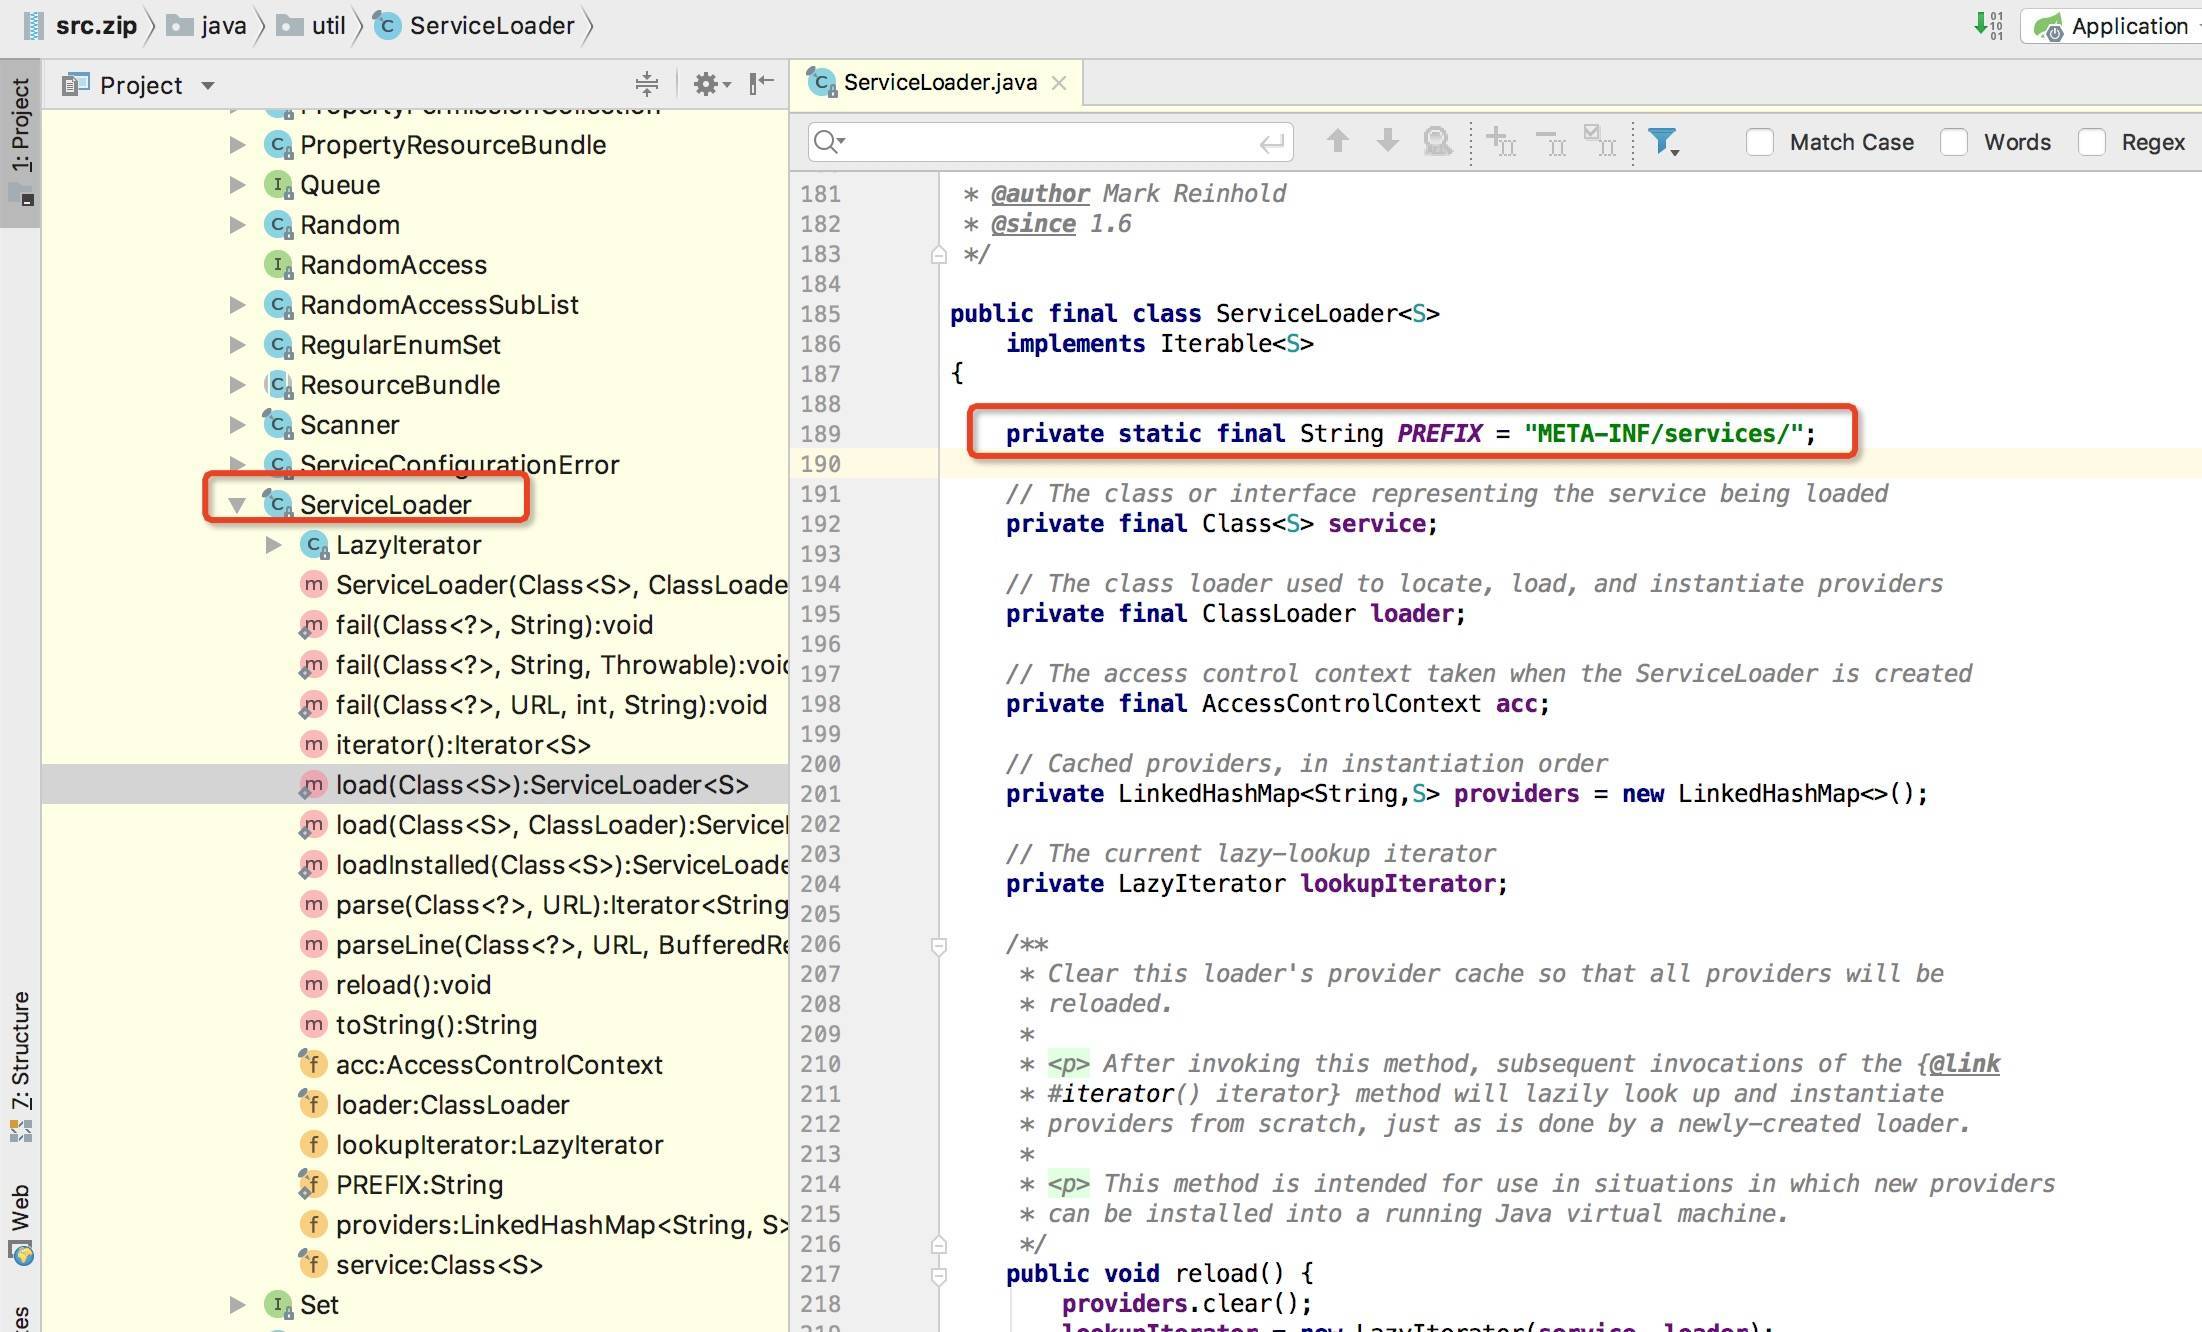 src.zip java util ServiceLoader
Application
1: Project
Project
ServiceLoader.java
Match Case Words Regex
PropertyPermissionCollection
PropertyResourceBundle
Queue
Random
RandomAccess
RandomAccessSubList
RegularEnumSet
ResourceBundle
Scanner
ServiceConfigurationError
ServiceLoader
LazyIterator
ServiceLoader(Class<S>, ClassLoade
fail(Class<?>, String):void
fail(Class<?>, String, Throwable):voic
fail(Class<?>, URL, int, String):void
iterator():Iterator<S>
load(Class<S>):ServiceLoader<S>
load(Class<S>, ClassLoader):Servicel
loadInstalled(Class<S>):ServiceLoade
parse(Class<?>, URL):Iterator<String
parseLine(Class<?>, URL, BufferedRe
reload():void
toString():String
acc:AccessControlContext
loader:ClassLoader
lookupIterator:LazyIterator
PREFIX:String
providers:LinkedHashMap<String, S>
service:Class<S>
Set
7: Structure
Web
181 * @author Mark Reinhold
182 * @since 1.6
183 */
184
185 public final class ServiceLoader<S>
186 implements Iterable<S>
187 {
188
189 private static final String PREFIX = "META-INF/services/";
190
191 // The class or interface representing the service being loaded
192 private final Class<S> service;
193
194 // The class loader used to locate, load, and instantiate providers
195 private final ClassLoader loader;
196
197 // The access control context taken when the ServiceLoader is created
198 private final AccessControlContext acc;
199
200 // Cached providers, in instantiation order
201 private LinkedHashMap<String,S> providers = new LinkedHashMap<>();
202
203 // The current lazy-lookup iterator
204 private LazyIterator lookupIterator;
205
206 /**
207 * Clear this loader's provider cache so that all providers will be
208 * reloaded.
209 *
210 * <p> After invoking this method, subsequent invocations of the {@link
211 * #iterator() iterator} method will lazily look up and instantiate
212 * providers from scratch, just as is done by a newly-created loader.
213 *
214 * <p> This method is intended for use in situations in which new providers
215 * can be installed into a running Java virtual machine.
216 */
217 public void reload() {
218 providers.clear();
219 lookupIterator = new LazyIterator(service, loader);